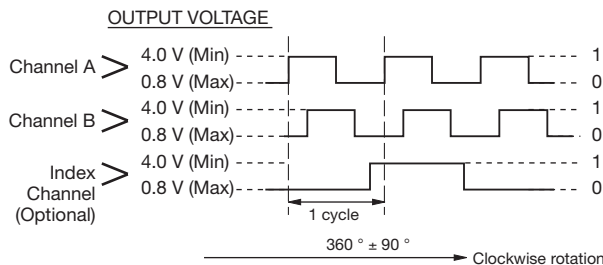 OUTPUT VOLTAGE
Channel A
4.0 V (Min)
0.8 V (Max)
1
0
Channel B
4.0 V (Min)
0.8 V (Max)
1
0
Index
Channel
(Optional)
4.0 V (Min)
0.8 V (Max)
1
0
1 cycle
360 ° ± 90 °
Clockwise rotation